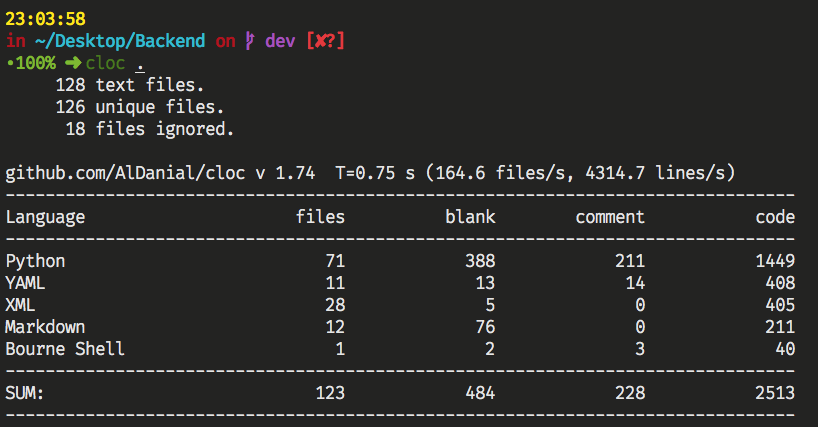 23:03:58
in ~/Desktop/Backend on ᚶ dev [✘?]
•100% ➜ cloc .
     128 text files.
     126 unique files.
      18 files ignored.

github.com/AlDanial/cloc v 1.74  T=0.75 s (164.6 files/s, 4314.7 lines/s)
-------------------------------------------------------------------------------
Language                     files          blank        comment           code
-------------------------------------------------------------------------------
Python                          71            388            211           1449
YAML                            11             13             14            408
XML                             28              5              0            405
Markdown                        12             76              0            211
Bourne Shell                     1              2              3             40
-------------------------------------------------------------------------------
SUM:                           123            484            228           2513
-------------------------------------------------------------------------------